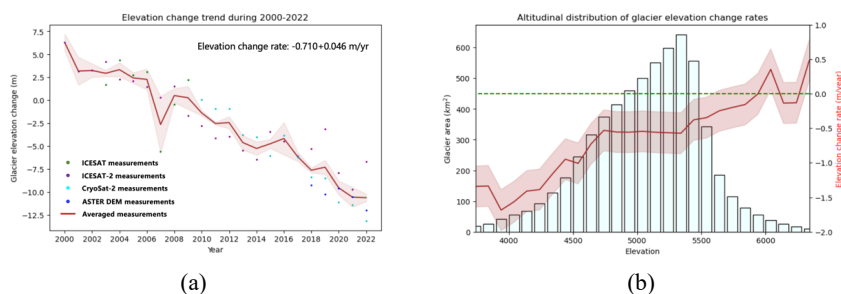 Elevation change trend during 2000-2022
Elevation change rate: -0.710+0.046 m/yr
Glacier elevation change (m)
7.5
5.0
2.5
0.0
-2.5
-5.0
-7.5
-10.0
-12.5
ICESAT measurements
ICESAT-2 measurements
CryoSat-2 measurements
ASTER DEM measurements
Averaged measurements
2000 2002 2004 2006 2008 2010 2012 2014 2016 2018 2020 2022
Year
(a)
Altitudinal distribution of glacier elevation change rates
Glacier area (km²)
600
500
400
300
200
100
0
1.0
0.5
0.0
-0.5
-1.0
-1.5
-2.0
Elevation change rate (m/year)
4000 4500 5000 5500 6000
Elevation
(b)